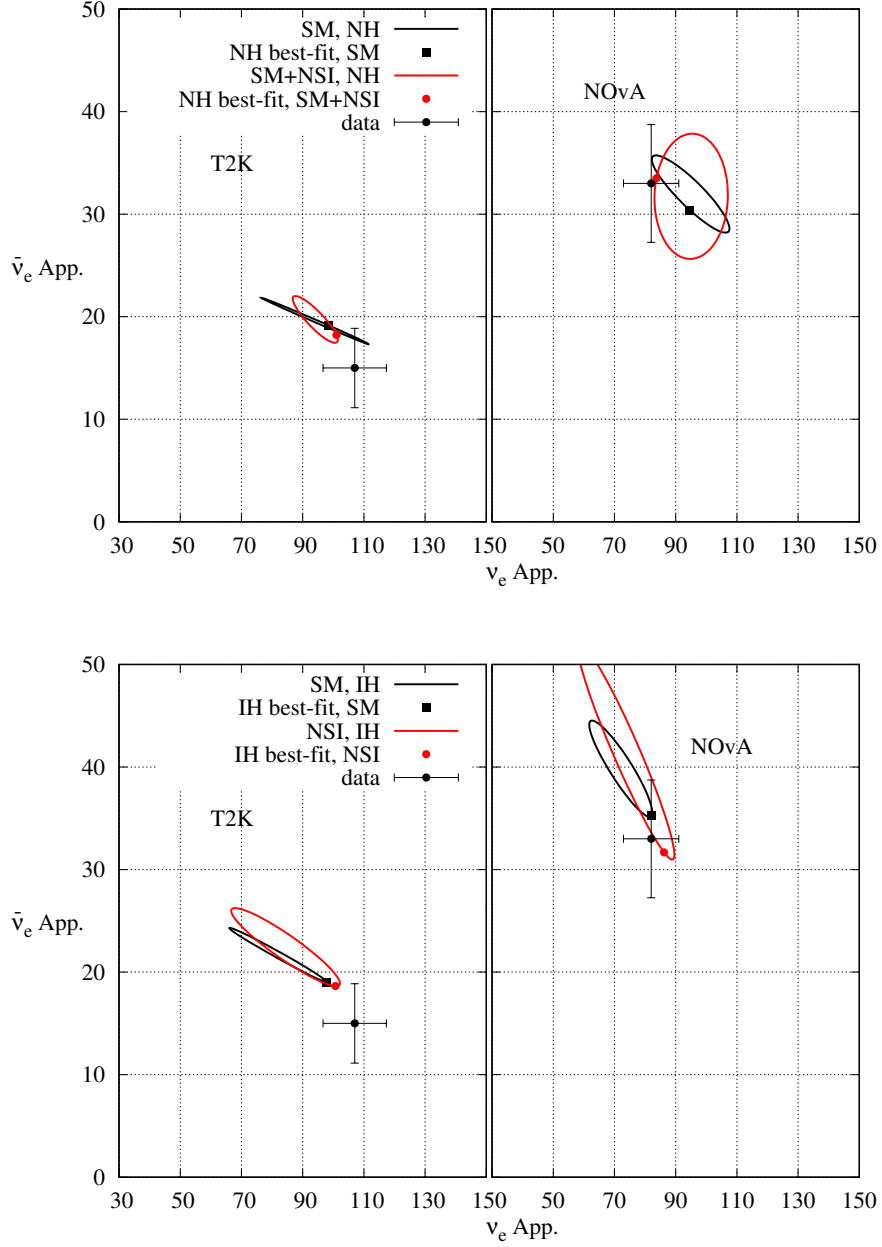 50
40
30
20
10
0
ν̄e App.
SM, NH
NH best-fit, SM
SM+NSI, NH
NH best-fit, SM+NSI
data
T2K
NOvA
30 50 70 90 110 130 150 50 70 90 110 130 150
νe App.
50
40
30
20
10
0
ν̄e App.
SM, IH
IH best-fit, SM
NSI, IH
IH best-fit, NSI
data
T2K
NOvA
30 50 70 90 110 130 150 50 70 90 110 130 150
νe App.